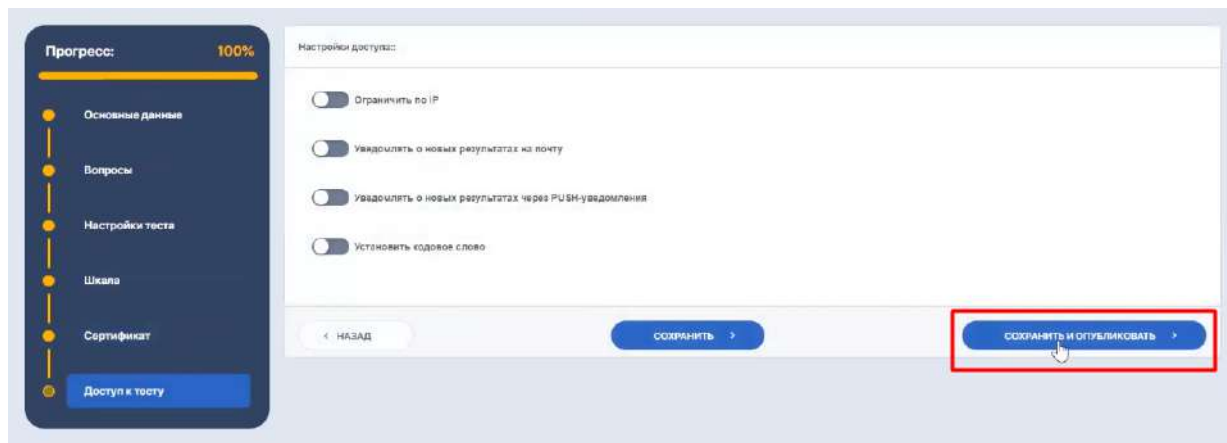 Прогресс: 100%
Основные данные
Вопросы
Настройки теста
Шкала
Сертификат
Доступ к тесту
Настройки доступа::
Ограничить по IP
Уведомлять о новых результатах на почту
Уведомлять о новых результатах через PUSH-уведомления
Установить кодовое слово
< НАЗАД
СОХРАНИТЬ >
СОХРАНИТЬ И ОПУБЛИКОВАТЬ >